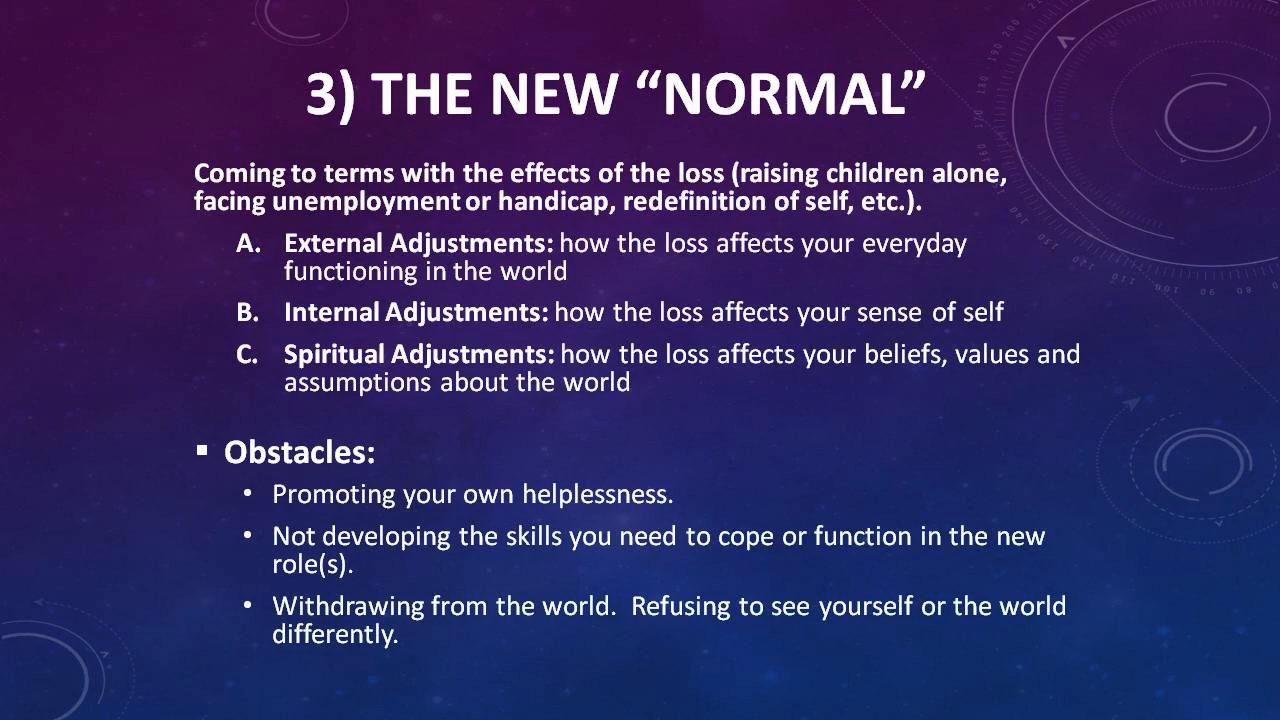 3) THE NEW “NORMAL”
Coming to terms with the effects of the loss (raising children alone,
facing unemployment or handicap, redefinition of self, etc.).
A. External Adjustments: how the loss affects your everyday
functioning in the world
B. Internal Adjustments: how the loss affects your sense of self
C. Spiritual Adjustments: how the loss affects your beliefs, values and
assumptions about the world
▪ Obstacles:
• Promoting your own helplessness.
• Not developing the skills you need to cope or function in the new
role(s).
• Withdrawing from the world.  Refusing to see yourself or the world
differently.